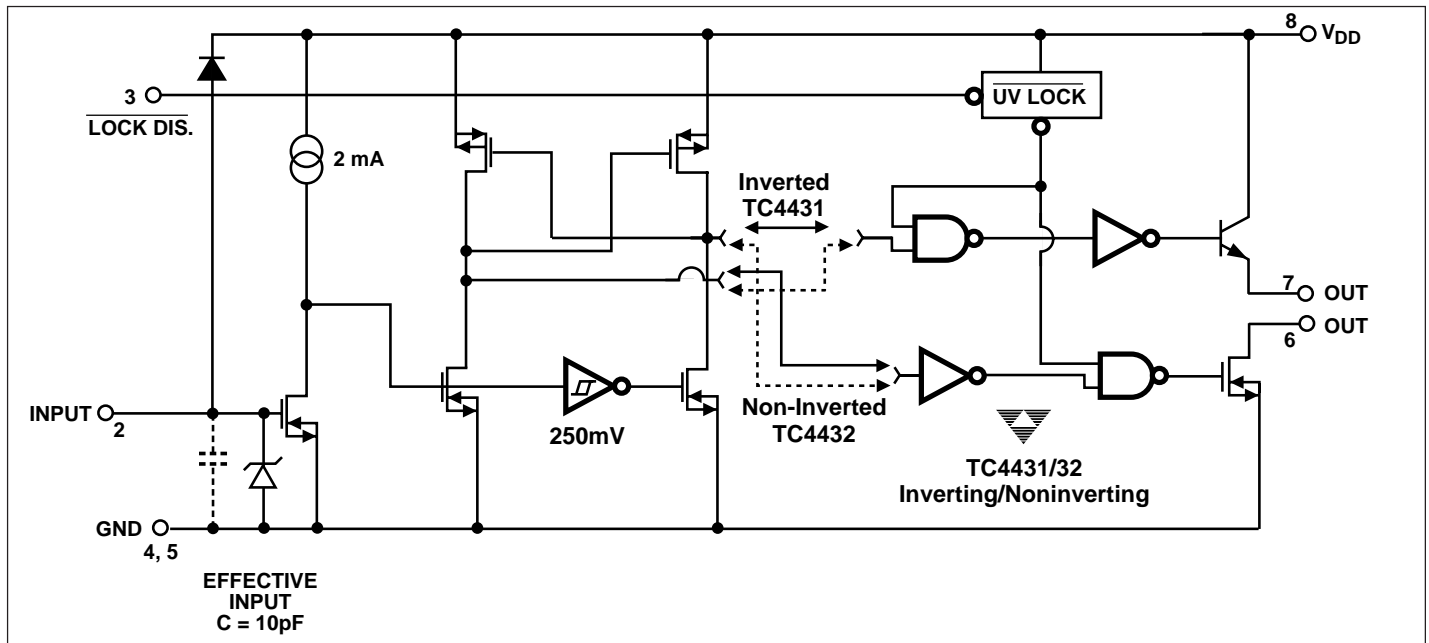 8
VDD
3
LOCK DIS.
UV LOCK
2 mA
Inverted
TC4431
7
OUT
OUT
6
INPUT
2
250mV
Non-Inverted
TC4432
TC4431/32
Inverting/Noninverting
GND
4, 5
EFFECTIVE
INPUT
C = 10pF